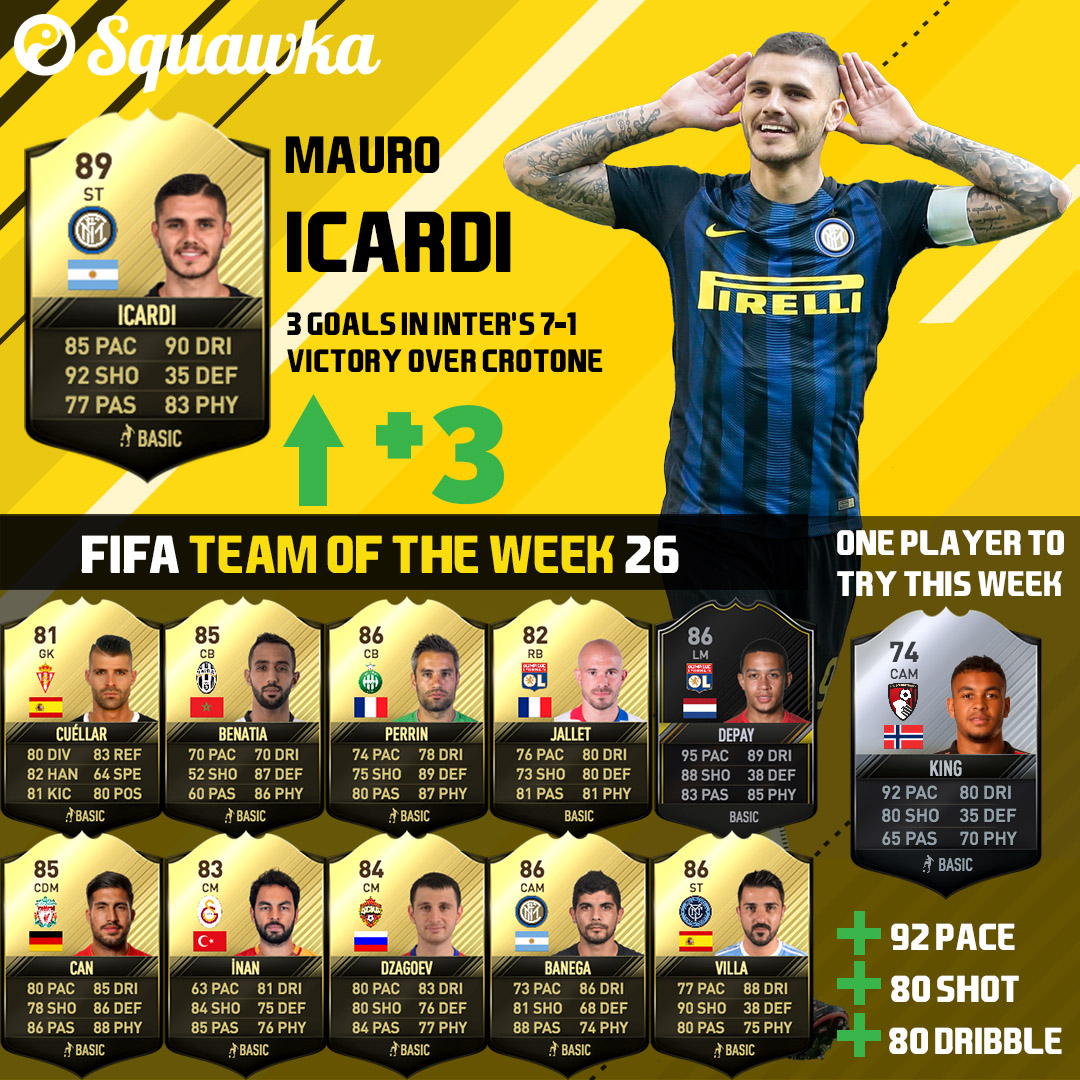 Squawka
89
ST
ICARDI
85 PAC 90 DRI
92 SHO 35 DEF
77 PAS 83 PHY
BASIC
MAURO
ICARDI
3 GOALS IN INTER'S 7-1
VICTORY OVER CROTONE
+3
PIRELLI
FIFA TEAM OF THE WEEK 26
ONE PLAYER TO
TRY THIS WEEK
81
GK
CUÉLLAR
80 DIV 83 REF
82 HAN 64 SPE
81 KIC 80 POS
BASIC
85
CB
BENATIA
70 PAC 70 DRI
52 SHO 87 DEF
60 PAS 86 PHY
BASIC
86
CB
PERRIN
74 PAC 78 DRI
75 SHO 89 DEF
80 PAS 87 PHY
BASIC
82
RB
JALLET
76 PAC 80 DRI
73 SHO 80 DEF
81 PAS 81 PHY
BASIC
86
LM
DEPAY
95 PAC 89 DRI
88 SHO 38 DEF
83 PAS 85 PHY
BASIC
74
CAM
KING
92 PAC 80 DRI
80 SHO 35 DEF
65 PAS 70 PHY
BASIC
85
CDM
CAN
80 PAC 85 DRI
78 SHO 86 DEF
86 PAS 88 PHY
BASIC
83
CM
İNAN
63 PAC 81 DRI
84 SHO 75 DEF
85 PAS 76 PHY
BASIC
84
CM
DZAGOEV
80 PAC 83 DRI
80 SHO 76 DEF
84 PAS 77 PHY
BASIC
86
CAM
BANEGA
73 PAC 86 DRI
81 SHO 68 DEF
88 PAS 74 PHY
BASIC
86
ST
VILLA
77 PAC 88 DRI
90 SHO 38 DEF
80 PAS 75 PHY
BASIC
+ 92 PACE
+ 80 SHOT
+ 80 DRIBBLE